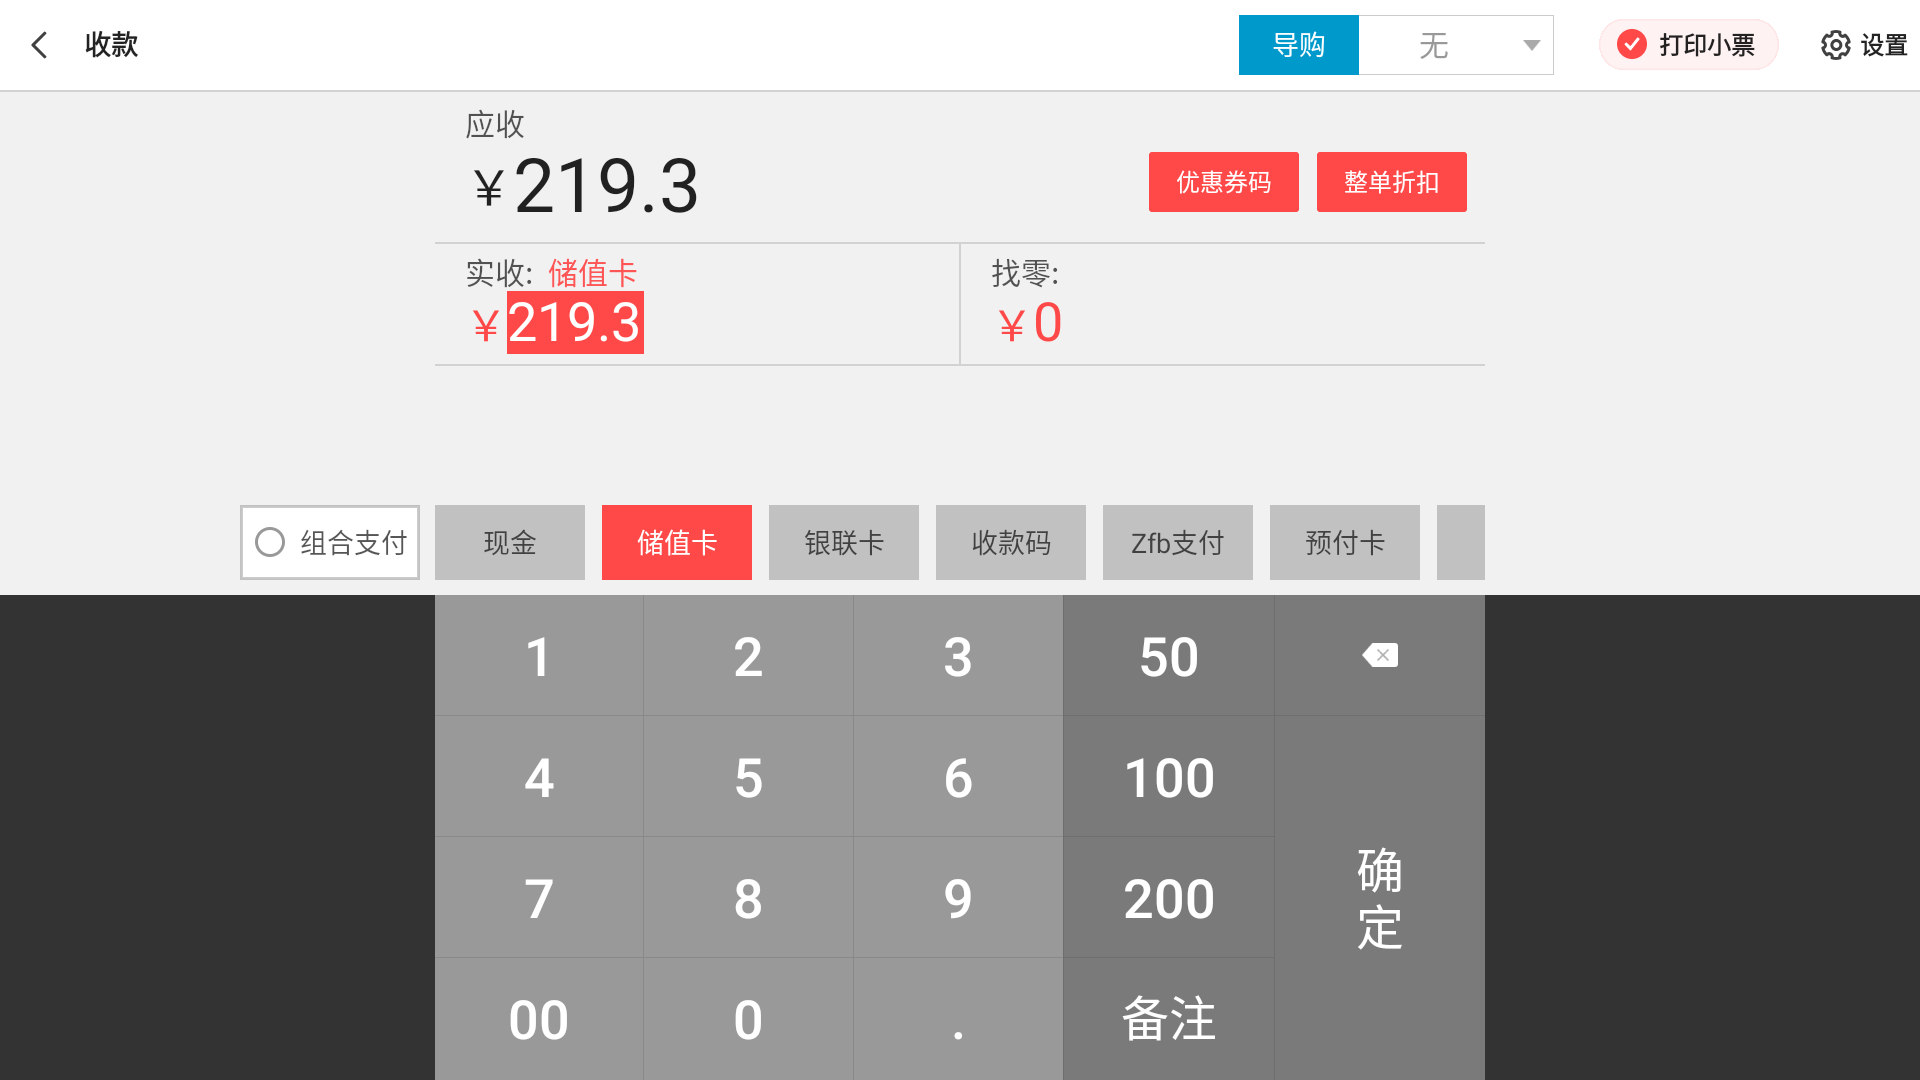 收款
导购 无 打印小票 设置
应收
￥219.3
优惠券码 整单折扣
实收: 储值卡
￥219.3
找零:
￥0
组合支付 现金 储值卡 银联卡 收款码 Zfb支付 预付卡
1 2 3 50
4 5 6 100
7 8 9 200
00 0 . 备注
确定